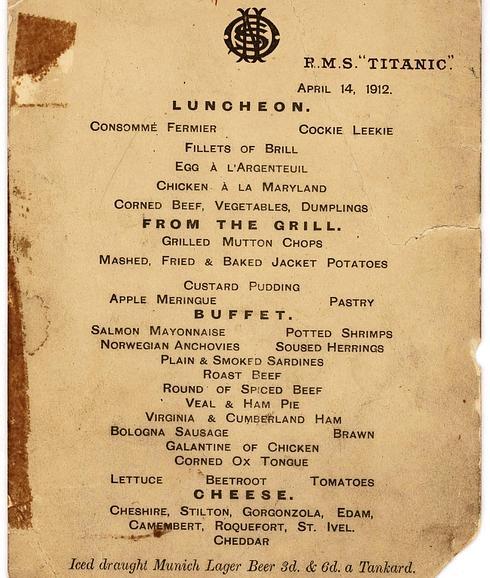 R.M.S. "TITANIC".
APRIL 14, 1912.
LUNCHEON.
CONSOMMÉ FERMIER COCKIE LEEKIE
FILLETS OF BRILL
EGG À L'ARGENTEUIL
CHICKEN À LA MARYLAND
CORNED BEEF, VEGETABLES, DUMPLINGS
FROM THE GRILL.
GRILLED MUTTON CHOPS
MASHED, FRIED & BAKED JACKET POTATOES
CUSTARD PUDDING
APPLE MERINGUE PASTRY
BUFFET.
SALMON MAYONNAISE POTTED SHRIMPS
NORWEGIAN ANCHOVIES SOUSED HERRINGS
PLAIN & SMOKED SARDINES
ROAST BEEF
ROUND OF SPICED BEEF
VEAL & HAM PIE
VIRGINIA & CUMBERLAND HAM
BOLOGNA SAUSAGE BRAWN
GALANTINE OF CHICKEN
CORNED OX TONGUE
LETTUCE BEETROOT TOMATOES
CHEESE.
CHESHIRE, STILTON, GORGONZOLA, EDAM,
CAMEMBERT, ROQUEFORT, ST. IVEL.
CHEDDAR
Iced draught Munich Lager Beer 3d. & 6d. a Tankard.